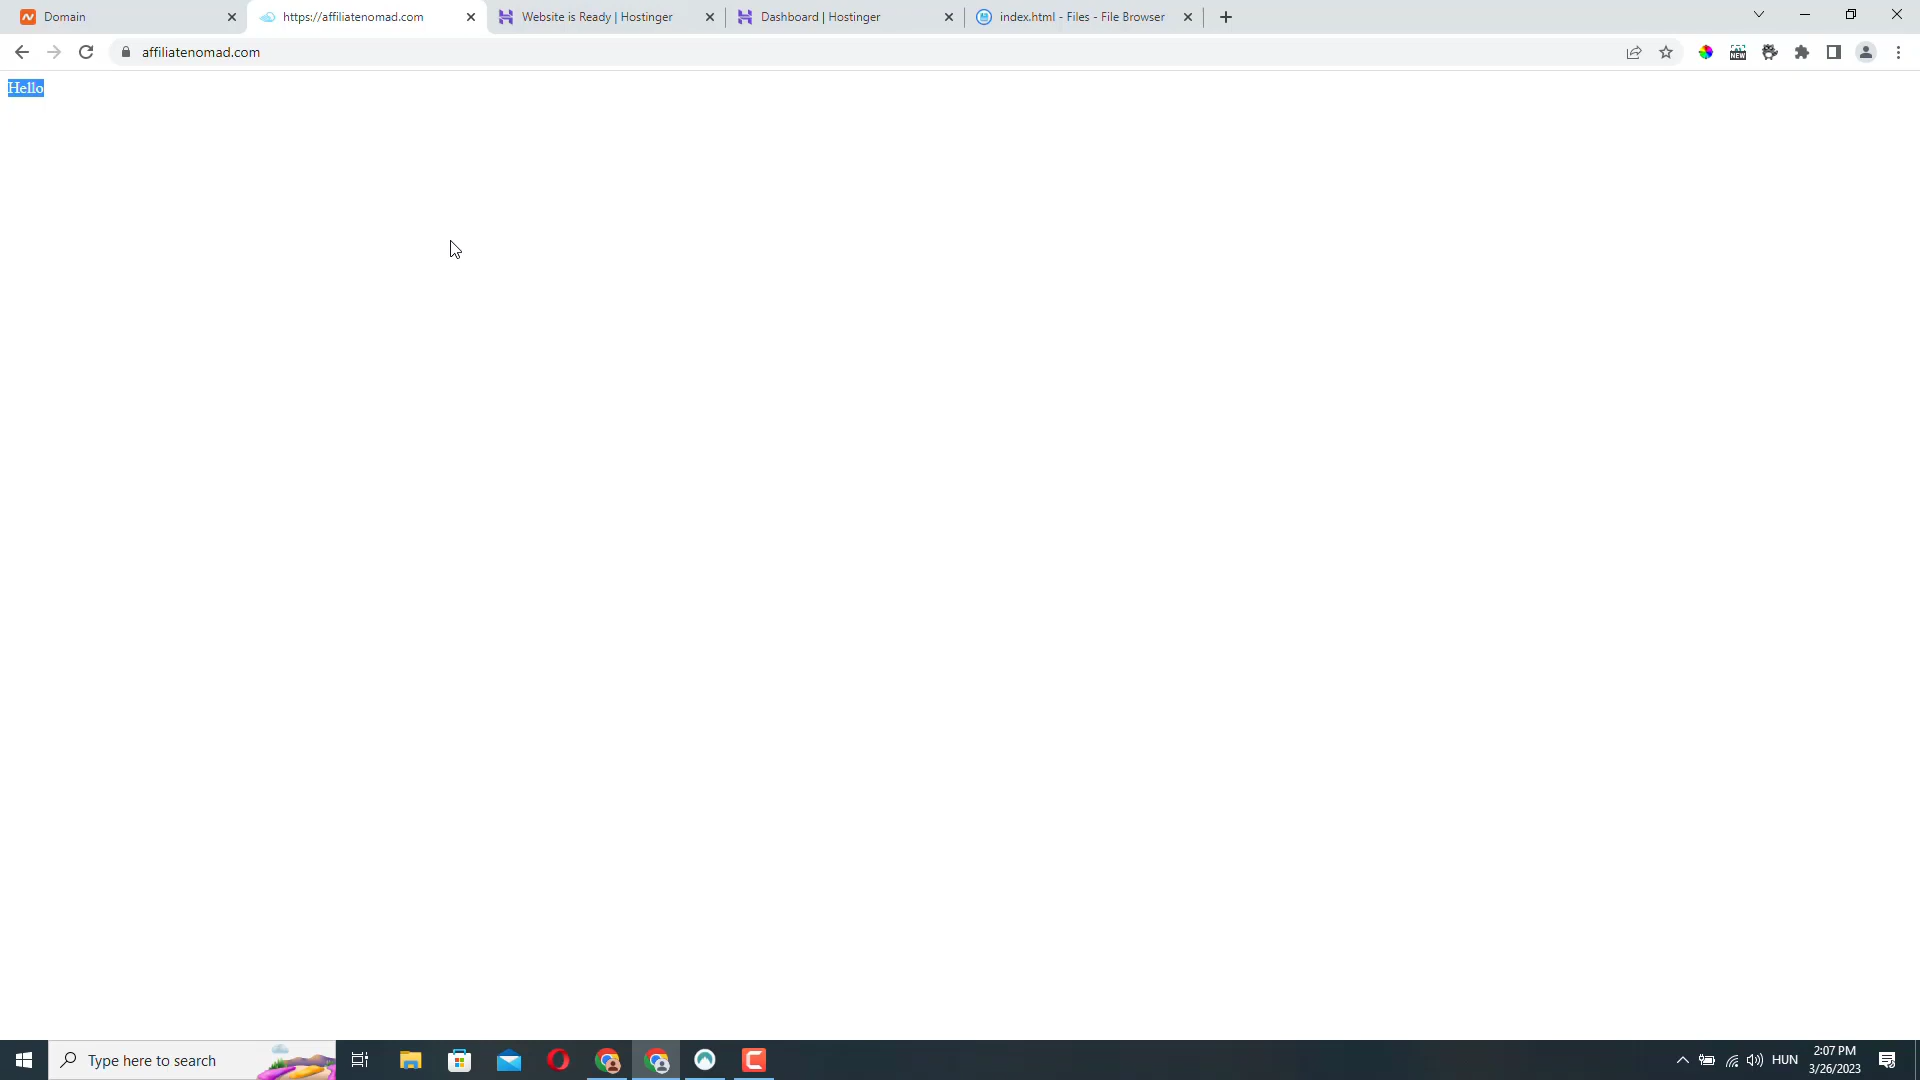 Domain
https://affiliatenomad.com
Website is Ready | Hostinger
Dashboard | Hostinger
index.html - Files - File Browser
affiliatenomad.com
NEW
Hello
Type here to search
HUN
2:07 PM
3/26/2023